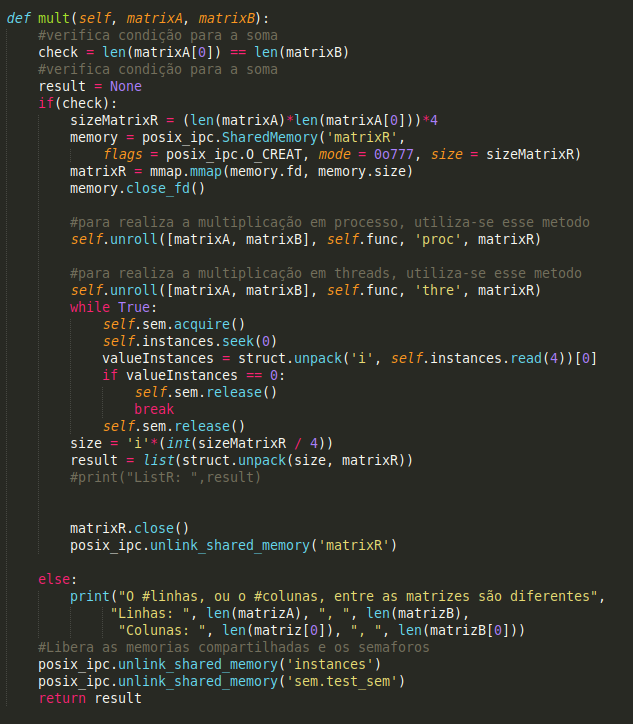 def mult(self, matrixA, matrixB):
#verifica condição para a soma
check = len(matrixA[0]) == len(matrixB)
#verifica condição para a soma
result = None
if(check):
sizeMatrixR = (len(matrixA)*len(matrixA[0]))*4
memory = posix_ipc.SharedMemory('matrixR',
flags = posix_ipc.O_CREAT, mode = 0o777, size = sizeMatrixR)
matrixR = mmap.mmap(memory.fd, memory.size)
memory.close_fd()
#para realiza a multiplicação em processo, utiliza-se esse metodo
self.unroll([matrixA, matrixB], self.func, 'proc', matrixR)
#para realiza a multiplicação em threads, utiliza-se esse metodo
self.unroll([matrixA, matrixB], self.func, 'thre', matrixR)
while True:
self.sem.acquire()
self.instances.seek(0)
valueInstances = struct.unpack('i', self.instances.read(4))[0]
if valueInstances == 0:
self.sem.release()
break
self.sem.release()
size = 'i'*(int(sizeMatrixR / 4))
result = list(struct.unpack(size, matrixR))
#print("ListR: ",result)
matrixR.close()
posix_ipc.unlink_shared_memory('matrixR')
else:
print("O #linhas, ou o #colunas, entre as matrizes são diferentes",
"Linhas: ", len(matrizA), ", ", len(matrizB),
"Colunas: ", len(matriz[0]), ", ", len(matrizB[0]))
#Libera as memorias compartilhadas e os semaforos
posix_ipc.unlink_shared_memory('instances')
posix_ipc.unlink_shared_memory('sem.test_sem')
return result